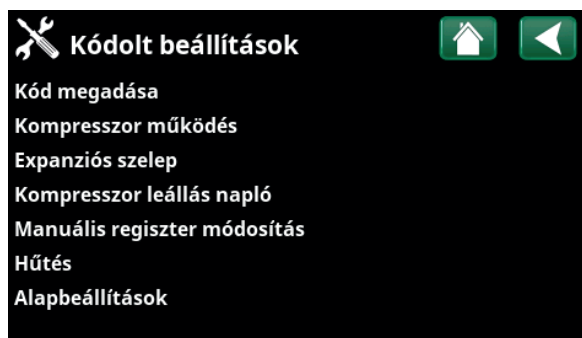 Kódolt beállítások
Kód megadása
Kompresszor működés
Expanziós szelep
Kompresszor leállás napló
Manuális regiszter módosítás
Hűtés
Alapbeállítások